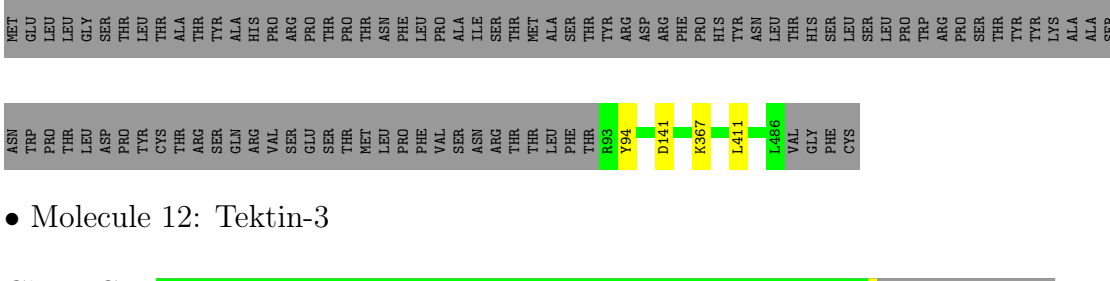 MET GLU LEU LEU GLY SER THR LEU THR ALA THR TYR ALA HIS PRO ARG PRO THR PRO THR ASN PHE LEU PRO ALA ILE SER THR MET ALA SER THR TYR ARG ASP ARG PHE PRO HIS TYR ASN LEU THR HIS SER LEU SER LEU PRO TRP ARG PRO SER THR TYR TYR LYS ALA ALA SER
ASN TRP PRO THR LEU ASP PRO TYR CYS THR ARG SER GLN ARG VAL SER GLU SER THR MET LEU PRO PHE VAL SER ASN ARG THR THR LEU PHE THR R93 Y94 D141 K367 L411 L486 VAL GLY PHE CYS
• Molecule 12: Tektin-3